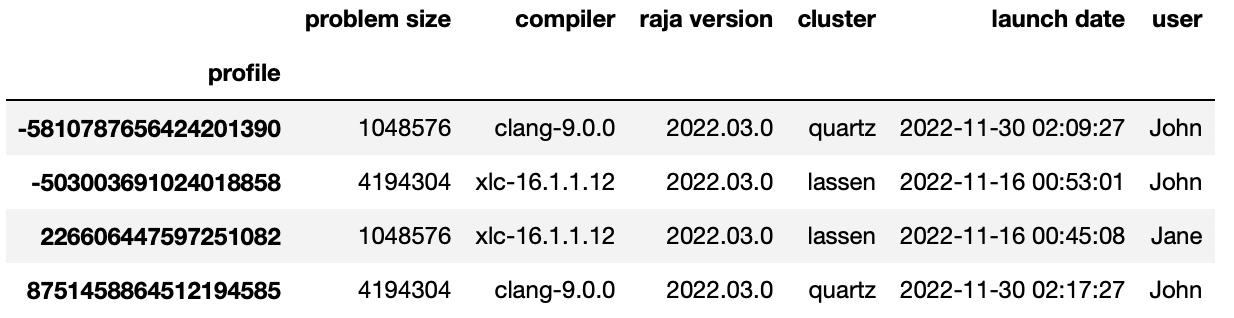 problem size compiler raja version cluster launch date user
profile
-5810787656424201390 1048576 clang-9.0.0 2022.03.0 quartz 2022-11-30 02:09:27 John
-503003691024018858 4194304 xlc-16.1.1.12 2022.03.0 lassen 2022-11-16 00:53:01 John
226606447597251082 1048576 xlc-16.1.1.12 2022.03.0 lassen 2022-11-16 00:45:08 Jane
8751458864512194585 4194304 clang-9.0.0 2022.03.0 quartz 2022-11-30 02:17:27 John